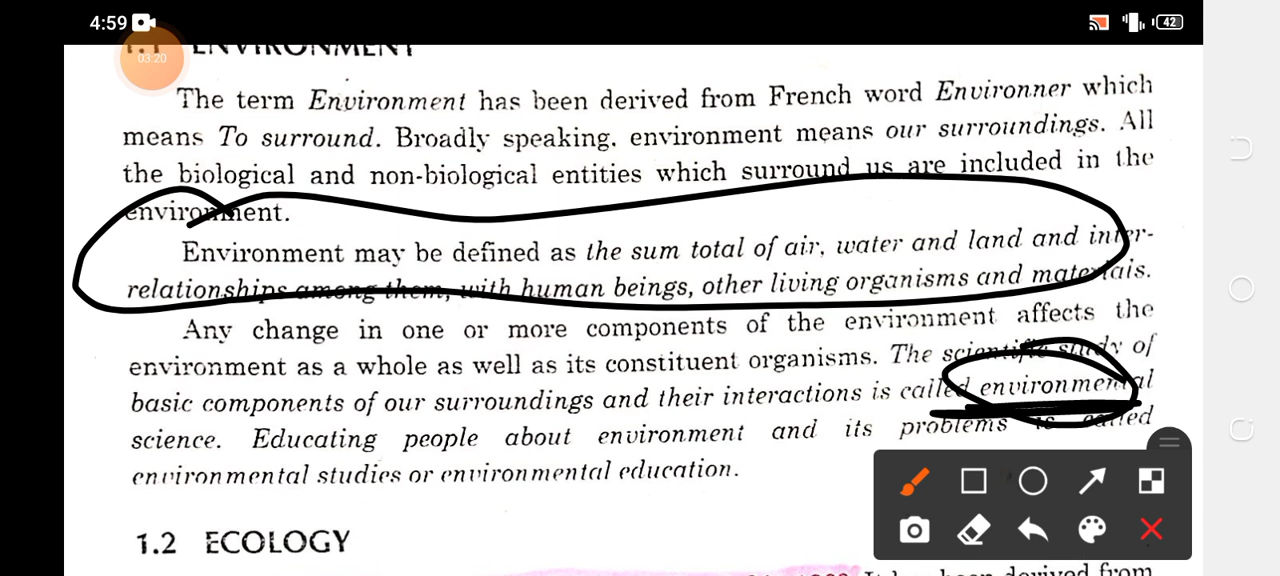 4:59
42
03:20
1.1 ENVIRONMENT
The term Environment has been derived from French word Environner which
means To surround. Broadly speaking, environment means our surroundings. All
the biological and non-biological entities which surround us are included in the
environment.
Environment may be defined as the sum total of air, water and land and inter-
relationships among them, with human beings, other living organisms and materials.
Any change in one or more components of the environment affects the
environment as a whole as well as its constituent organisms. The scientific study of
basic components of our surroundings and their interactions is called environmental
science. Educating people about environment and its problems is called
environmental studies or environmental education.
1.2 ECOLOGY
been derived from